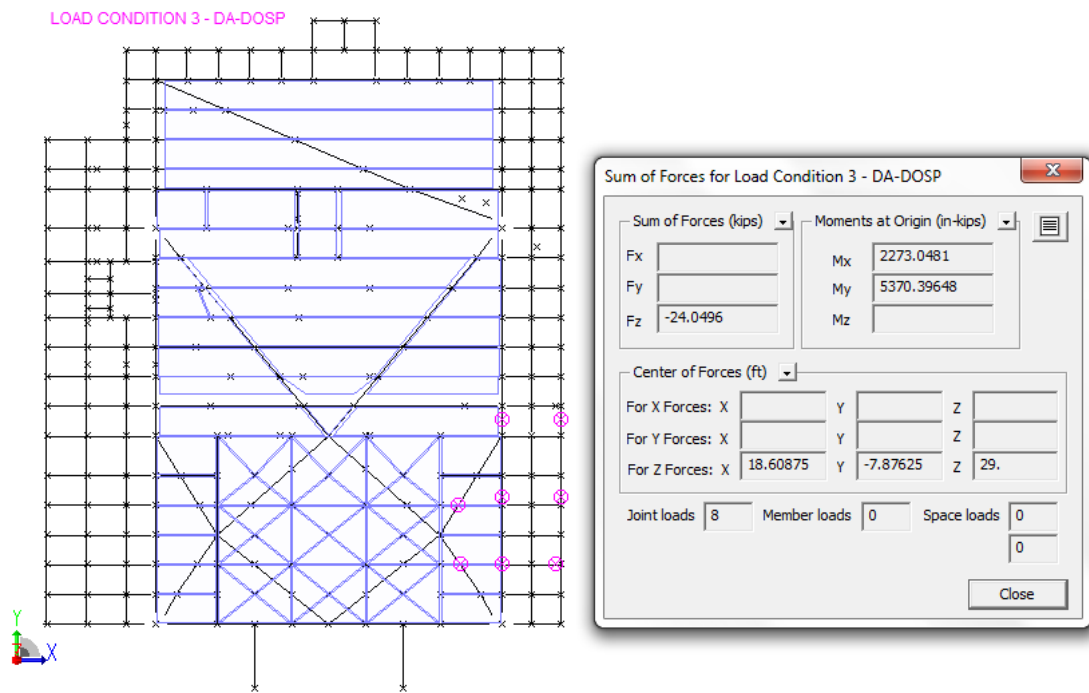 LOAD CONDITION 3 - DA-DOSP
Y
X
Sum of Forces for Load Condition 3 - DA-DOSP
Sum of Forces (kips)
Fx
Fy
Fz -24.0496
Moments at Origin (in-kips)
Mx 2273.0481
My 5370.39648
Mz
Center of Forces (ft)
For X Forces: X Y Z
For Y Forces: X Y Z
For Z Forces: X 18.60875 Y -7.87625 Z 29.
Joint loads 8 Member loads 0 Space loads 0
0
Close